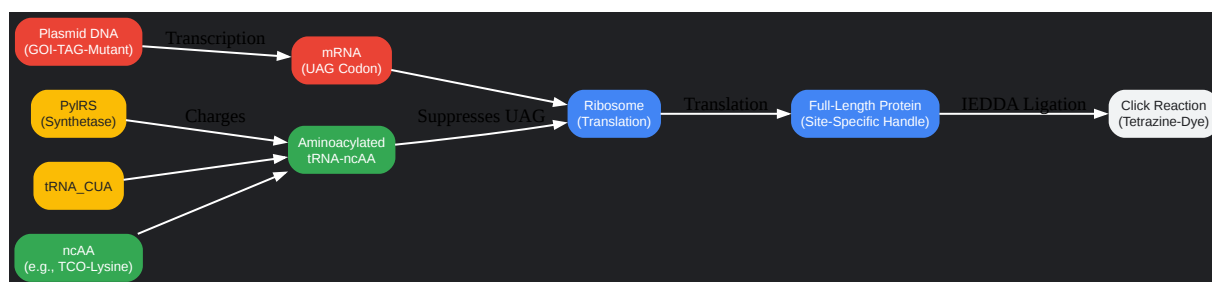 Plasmid DNA
(GOI-TAG-Mutant)
Transcription
mRNA
(UAG Codon)
PylRS
(Synthetase)
Charges
tRNA_CUA
ncAA
(e.g., TCO-Lysine)
Aminoacylated
tRNA-ncAA
Suppresses UAG
Ribosome
(Translation)
Translation
Full-Length Protein
(Site-Specific Handle)
IEDDA Ligation
Click Reaction
(Tetrazine-Dye)